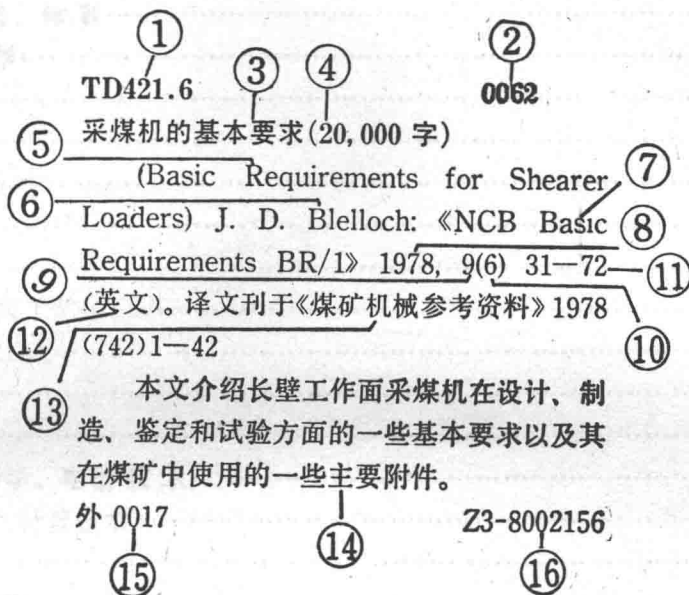 ① ②
TD421.6 0062
③ ④
采煤机的基本要求(20,000 字)
⑤
(Basic Requirements for Shearer
⑦
⑥
Loaders) J. D. Blelloch: 《NCB Basic
⑧
Requirements BR/1》 1978, 9(6) 31—72
⑨ ⑪
(英文)。译文刊于《煤矿机械参考资料》1978
⑫ ⑩
(742)1—42
⑬
本文介绍长壁工作面采煤机在设计、制
造、鉴定和试验方面的一些基本要求以及其
在煤矿中使用的一些主要附件。
外 0017 Z3-8002156
⑮ ⑭ ⑯